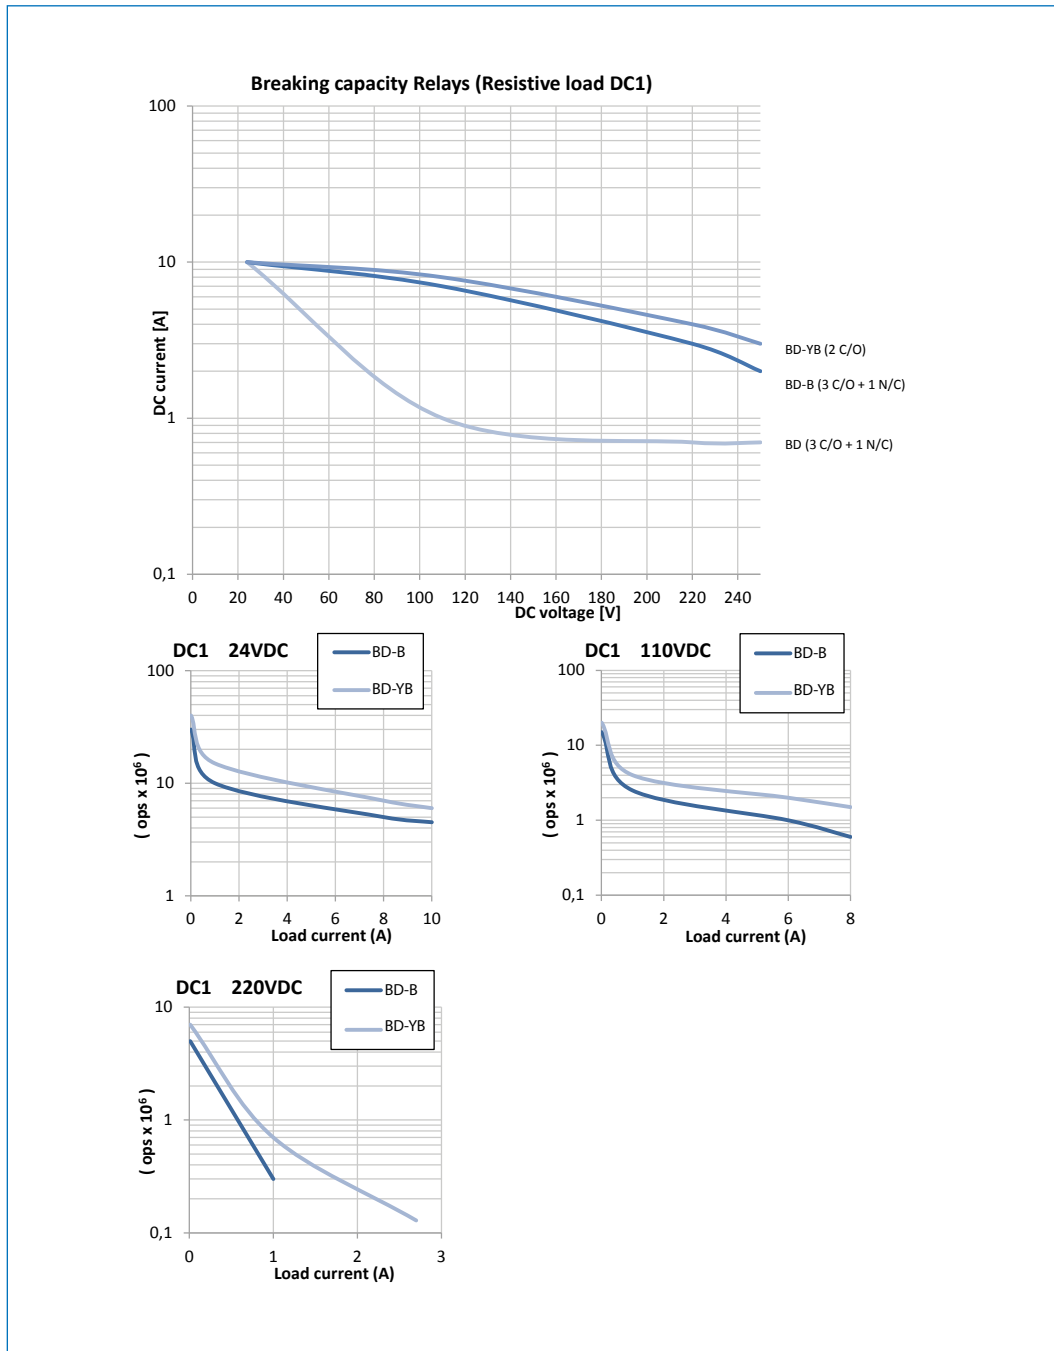 Breaking capacity Relays (Resistive load DC1)
100
10
1
0,1
DC current [A]
0 20 40 60 80 100 120 140 160 180 200 220 240
DC voltage [V]
BD-YB (2 C/O)
BD-B (3 C/O + 1 N/C)
BD (3 C/O + 1 N/C)
DC1 24VDC
BD-B
BD-YB
100
10
1
( ops x 10⁶ )
0 2 4 6 8 10
Load current (A)
DC1 110VDC
BD-B
BD-YB
100
10
1
0,1
( ops x 10⁶ )
0 2 4 6 8
Load current (A)
DC1 220VDC
BD-B
BD-YB
10
1
0,1
( ops x 10⁶ )
0 1 2 3
Load current (A)